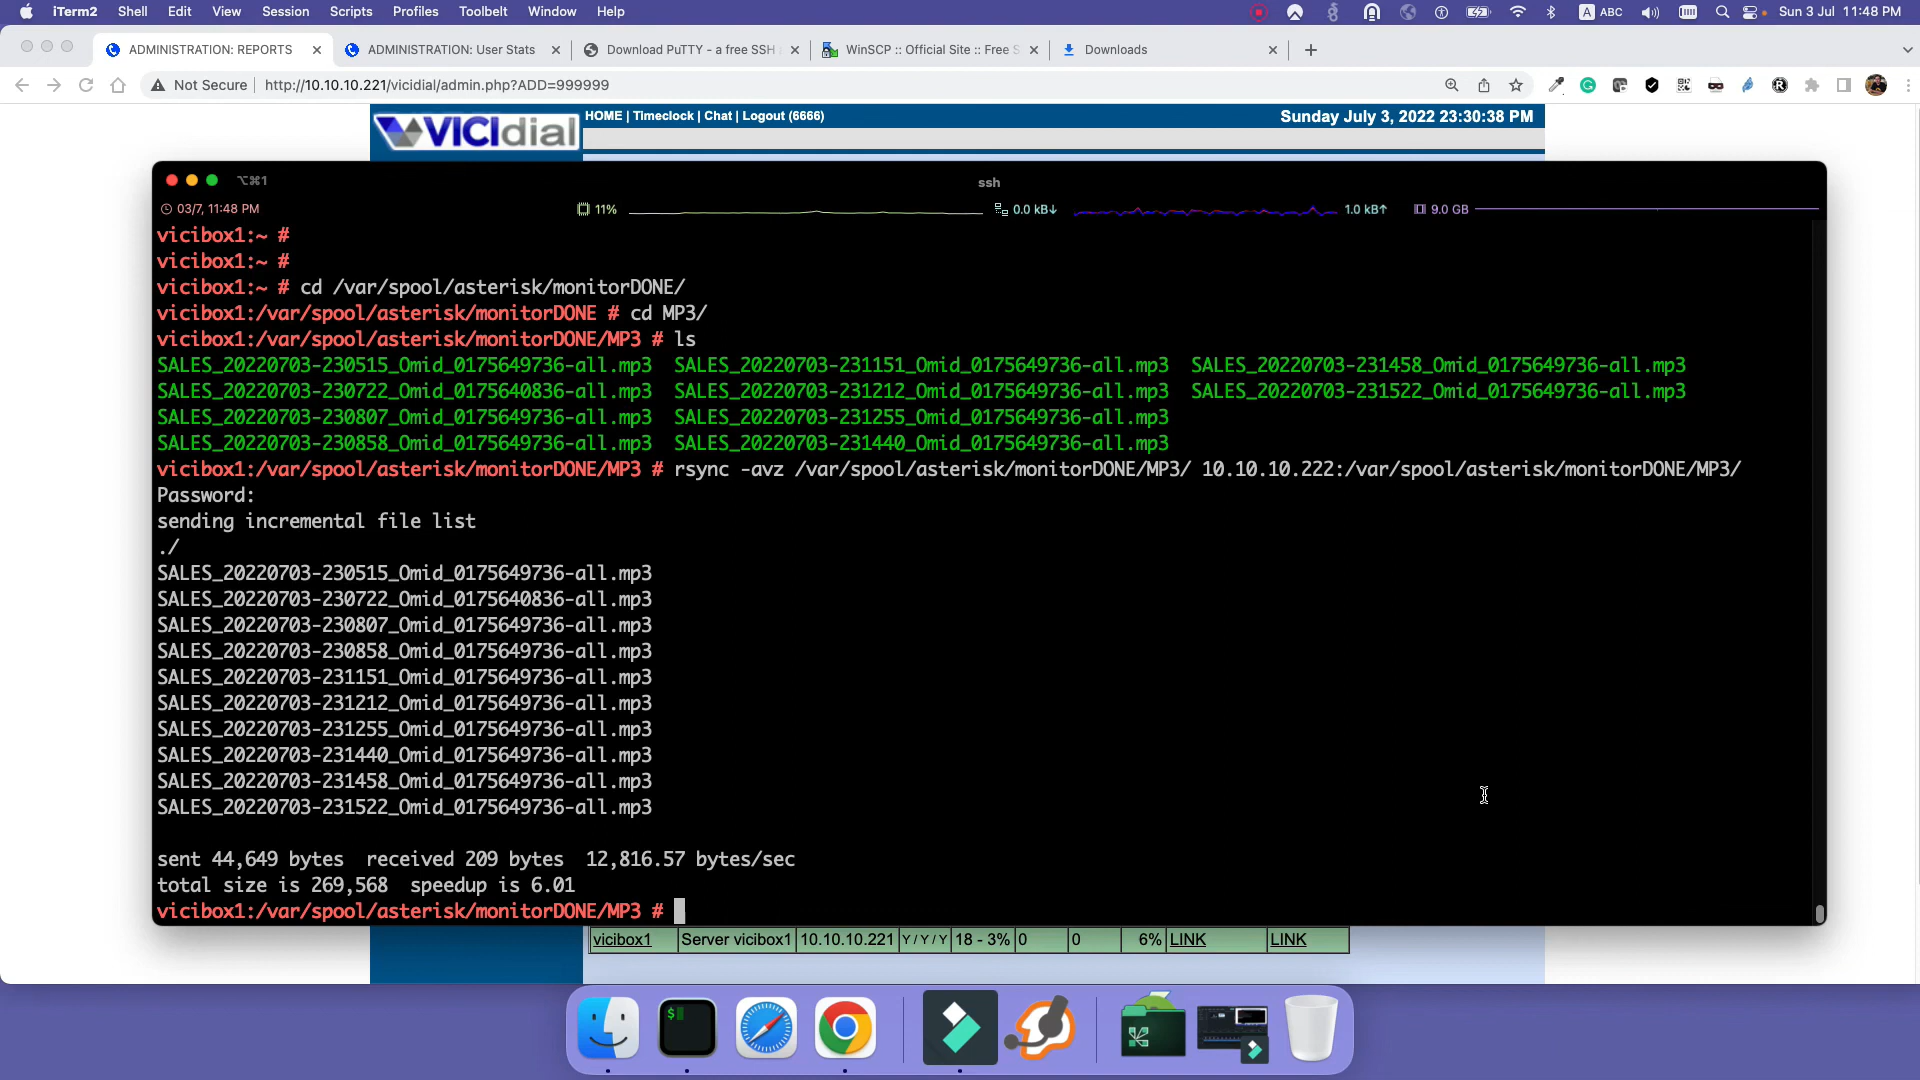 iTerm2 Shell Edit View Session Scripts Profiles Toolbelt Window Help ABC Sun 3 Jul 11:48 PM
ADMINISTRATION: REPORTS ADMINISTRATION: User Stats Download PuTTY - a free SSH WinSCP :: Official Site :: Free S Downloads
Not Secure http://10.10.10.221/vicidial/admin.php?ADD=999999
VICIdial HOME | Timeclock | Chat | Logout (6666) Sunday July 3, 2022 23:30:38 PM
⌥⌘1 ssh
03/7, 11:48 PM 11% 0.0 kB↓ 1.0 kB↑ 9.0 GB
vicibox1:~ #
vicibox1:~ #
vicibox1:~ # cd /var/spool/asterisk/monitorDONE/
vicibox1:/var/spool/asterisk/monitorDONE # cd MP3/
vicibox1:/var/spool/asterisk/monitorDONE/MP3 # ls
SALES_20220703-230515_Omid_0175649736-all.mp3 SALES_20220703-231151_Omid_0175649736-all.mp3 SALES_20220703-231458_Omid_0175649736-all.mp3
SALES_20220703-230722_Omid_0175640836-all.mp3 SALES_20220703-231212_Omid_0175649736-all.mp3 SALES_20220703-231522_Omid_0175649736-all.mp3
SALES_20220703-230807_Omid_0175649736-all.mp3 SALES_20220703-231255_Omid_0175649736-all.mp3
SALES_20220703-230858_Omid_0175649736-all.mp3 SALES_20220703-231440_Omid_0175649736-all.mp3
vicibox1:/var/spool/asterisk/monitorDONE/MP3 # rsync -avz /var/spool/asterisk/monitorDONE/MP3/ 10.10.10.222:/var/spool/asterisk/monitorDONE/MP3/
Password:
sending incremental file list
./
SALES_20220703-230515_Omid_0175649736-all.mp3
SALES_20220703-230722_Omid_0175640836-all.mp3
SALES_20220703-230807_Omid_0175649736-all.mp3
SALES_20220703-230858_Omid_0175649736-all.mp3
SALES_20220703-231151_Omid_0175649736-all.mp3
SALES_20220703-231212_Omid_0175649736-all.mp3
SALES_20220703-231255_Omid_0175649736-all.mp3
SALES_20220703-231440_Omid_0175649736-all.mp3
SALES_20220703-231458_Omid_0175649736-all.mp3
SALES_20220703-231522_Omid_0175649736-all.mp3
sent 44,649 bytes received 209 bytes 12,816.57 bytes/sec
total size is 269,568 speedup is 6.01
vicibox1:/var/spool/asterisk/monitorDONE/MP3 #
vicibox1 Server vicibox1 10.10.10.221 Y / Y / Y 18 - 3% 0 0 6% LINK LINK